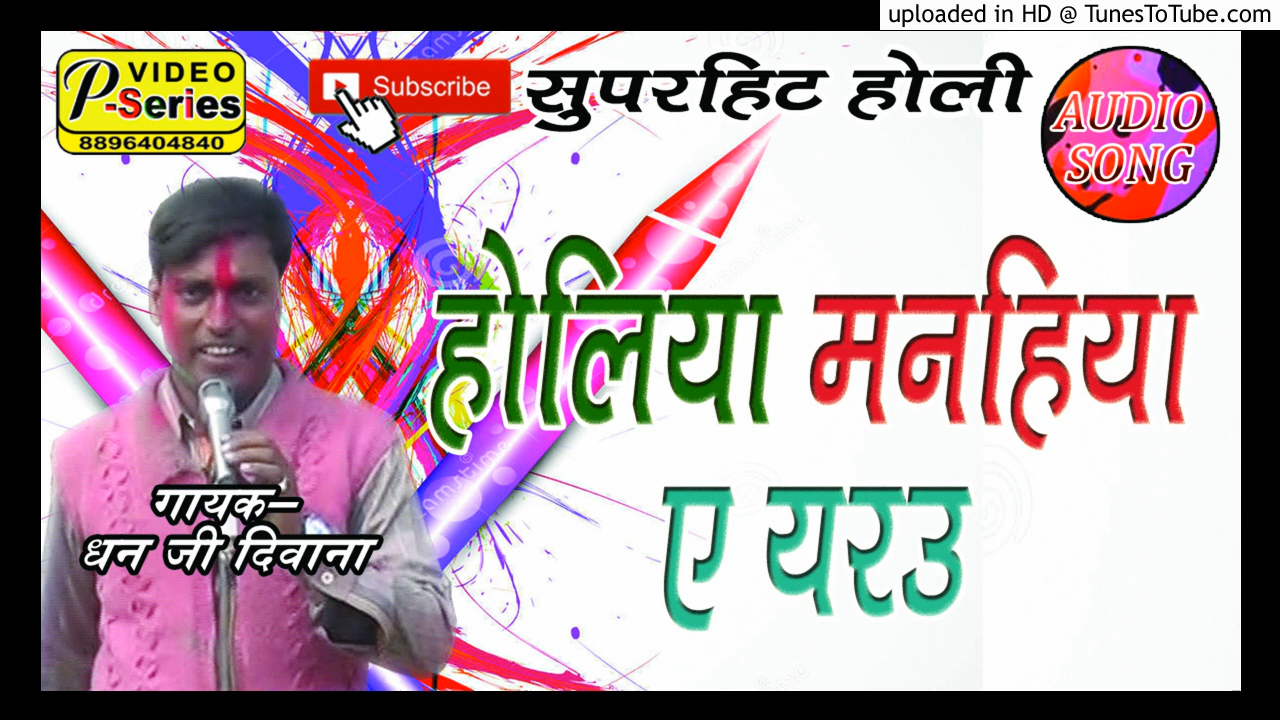 uploaded in HD @ TunesToTube.com
VIDEO
P-Series
8896404840
Subscribe
सुपरहिट होली
AUDIO
SONG
होलिया मनहिया
ए यरउ
गायक–
धन जी दिवाना